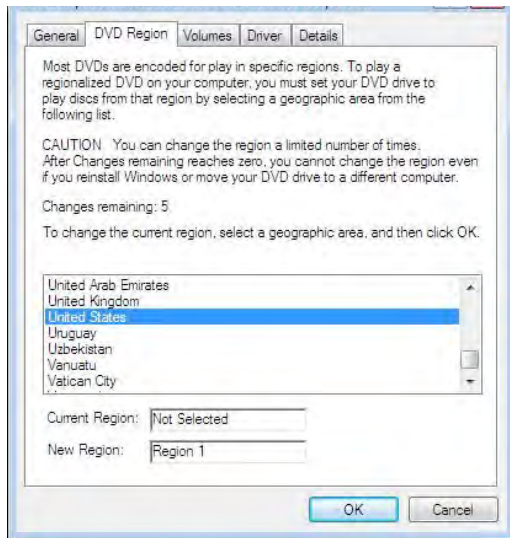 General
DVD Region
Volumes
Driver
Details
Most DVDs are encoded for play in specific regions. To play a
regionalized DVD on your computer, you must set your DVD drive to
play discs from that region by selecting a geographic area from the
following list.
CAUTION You can change the region a limited number of times.
After Changes remaining reaches zero, you cannot change the region even
if you reinstall Windows or move your DVD drive to a different computer.
Changes remaining: 5
To change the current region, select a geographic area, and then click OK.
United Arab Emirates
United Kingdom
United States
Uruguay
Uzbekistan
Vanuatu
Vatican City
Current Region: Not Selected
New Region: Region 1
OK
Cancel